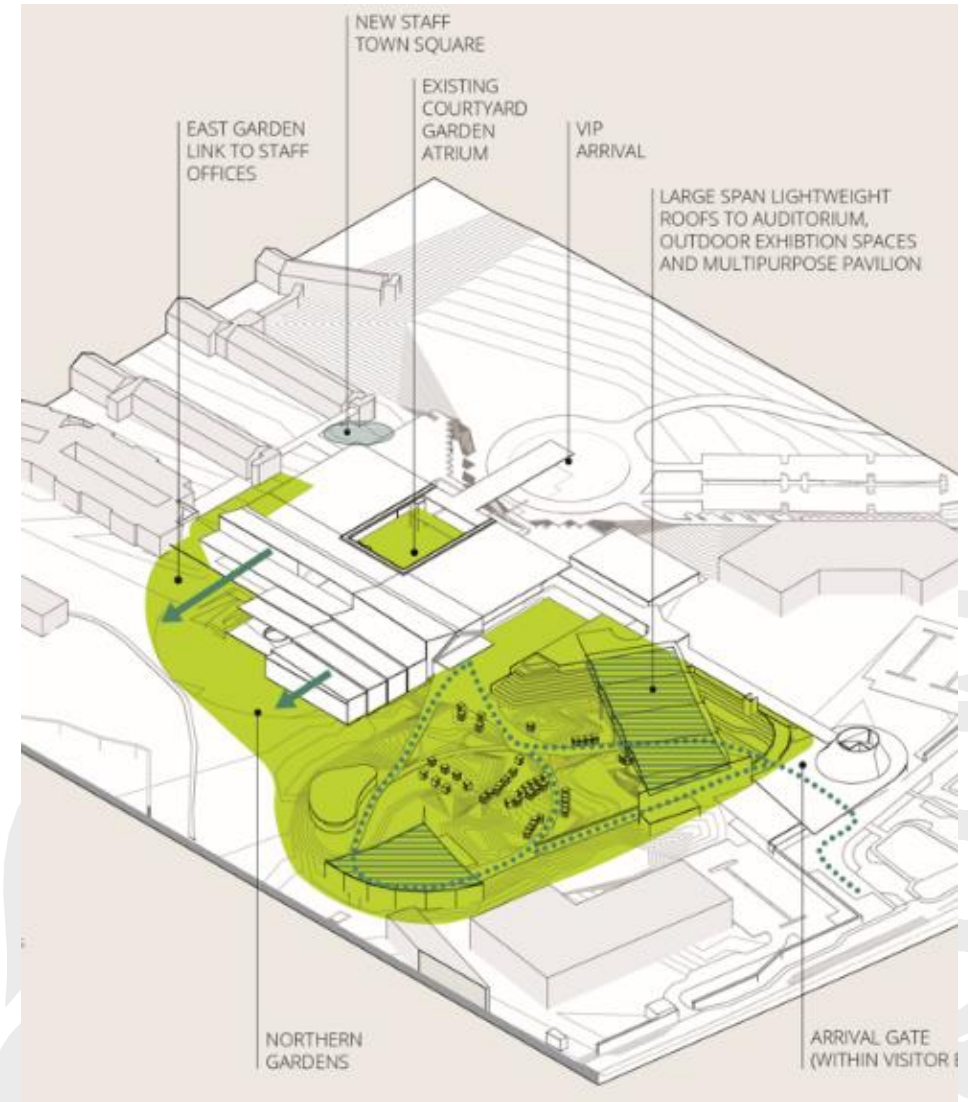 NEW STAFF
TOWN SQUARE
EXISTING
COURTYARD
GARDEN
ATRIUM
EAST GARDEN
LINK TO STAFF
OFFICES
VIP
ARRIVAL
LARGE SPAN LIGHTWEIGHT
ROOFS TO AUDITORIUM,
OUTDOOR EXHIBTION SPACES
AND MULTIPURPOSE PAVILION
NORTHERN
GARDENS
ARRIVAL GATE
(WITHIN VISITOR